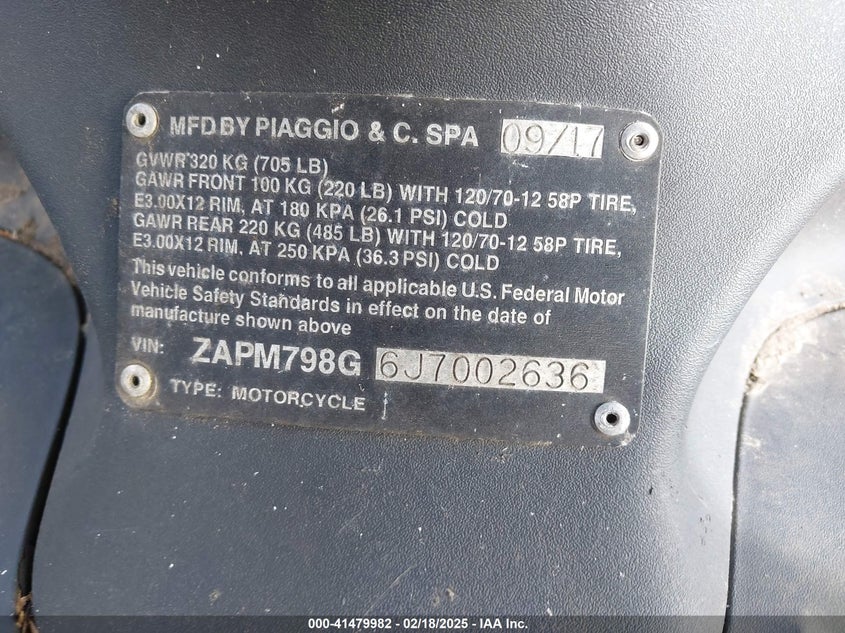 MFD BY PIAGGIO & C. SPA 09/17
GVWR 320 KG (705 LB)
GAWR FRONT 100 KG (220 LB) WITH 120/70-12 58P TIRE,
E3.00X12 RIM, AT 180 KPA (26.1 PSI) COLD
GAWR REAR 220 KG (485 LB) WITH 120/70-12 58P TIRE,
E3.00X12 RIM, AT 250 KPA (36.3 PSI) COLD
This vehicle conforms to all applicable U.S. Federal Motor
Vehicle Safety Standards in effect on the date of
manufacture shown above
VIN: ZAPM798G 6J7002636
TYPE: MOTORCYCLE
000-41479982 - 02/18/2025 - IAA Inc.